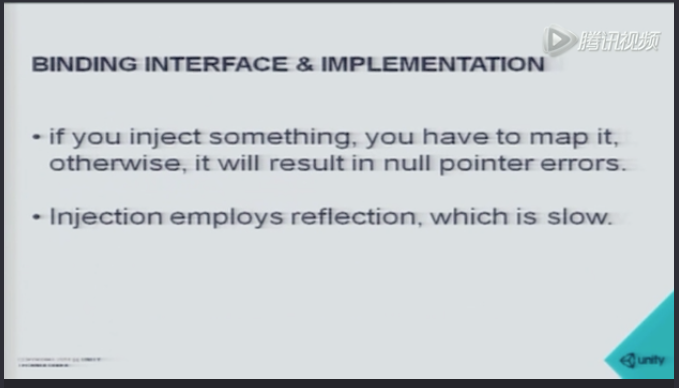 腾讯视频
BINDING INTERFACE & IMPLEMENTATION
• if you inject something, you have to map it,
otherwise, it will result in null pointer errors.
• Injection employs reflection, which is slow.
unity